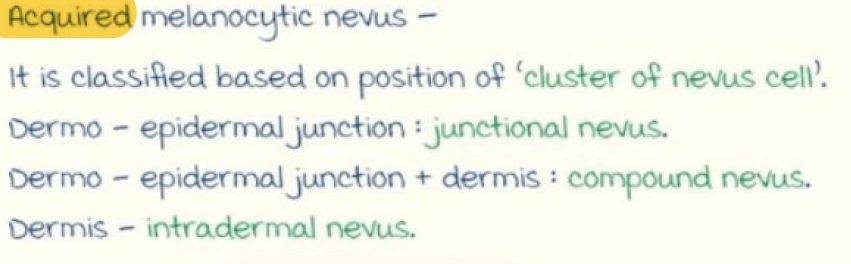 Acquired melanocytic nevus -
It is classified based on position of 'cluster of nevus cell'.
Dermo - epidermal junction : junctional nevus.
Dermo - epidermal junction + dermis : compound nevus.
Dermis - intradermal nevus.